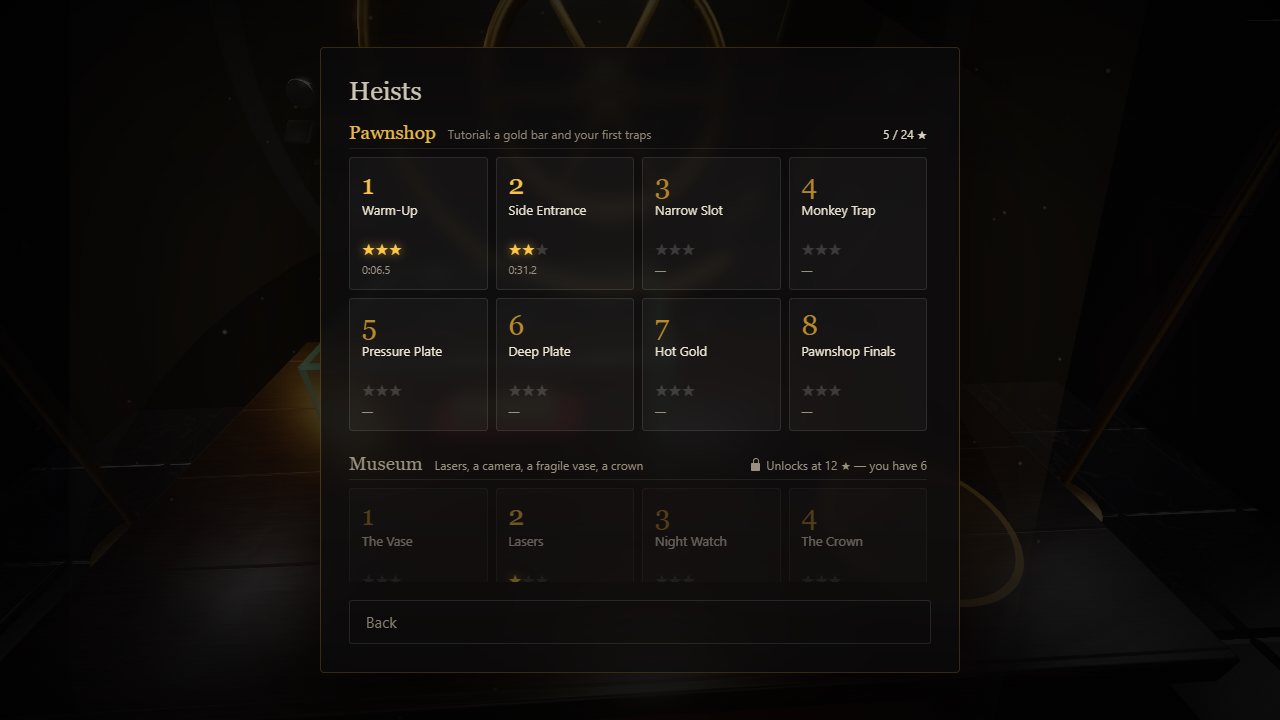 Heists
Pawnshop Tutorial: a gold bar and your first traps 5 / 24 ★
1 2 3 4
Warm-Up Side Entrance Narrow Slot Monkey Trap
★★★ ★★★ ★★★ ★★★
0:06.5 0:31.2 — —
5 6 7 8
Pressure Plate Deep Plate Hot Gold Pawnshop Finals
★★★ ★★★ ★★★ ★★★
— — — —
Museum Lasers, a camera, a fragile vase, a crown Unlocks at 12 ★ — you have 6
1 2 3 4
The Vase Lasers Night Watch The Crown
★★★ ★★★ ★★★ ★★★
Back